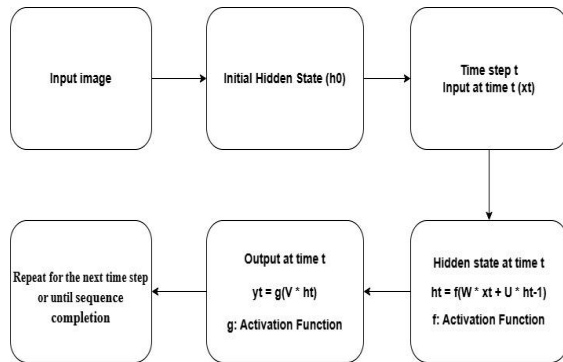 Input image
Initial Hidden State (h0)
Time step t
Input at time t (xt)
Hidden state at time t
ht = f(W * xt + U * ht-1)
f: Activation Function
Output at time t
yt = g(V * ht)
g: Activation Function
Repeat for the next time step
or until sequence
completion